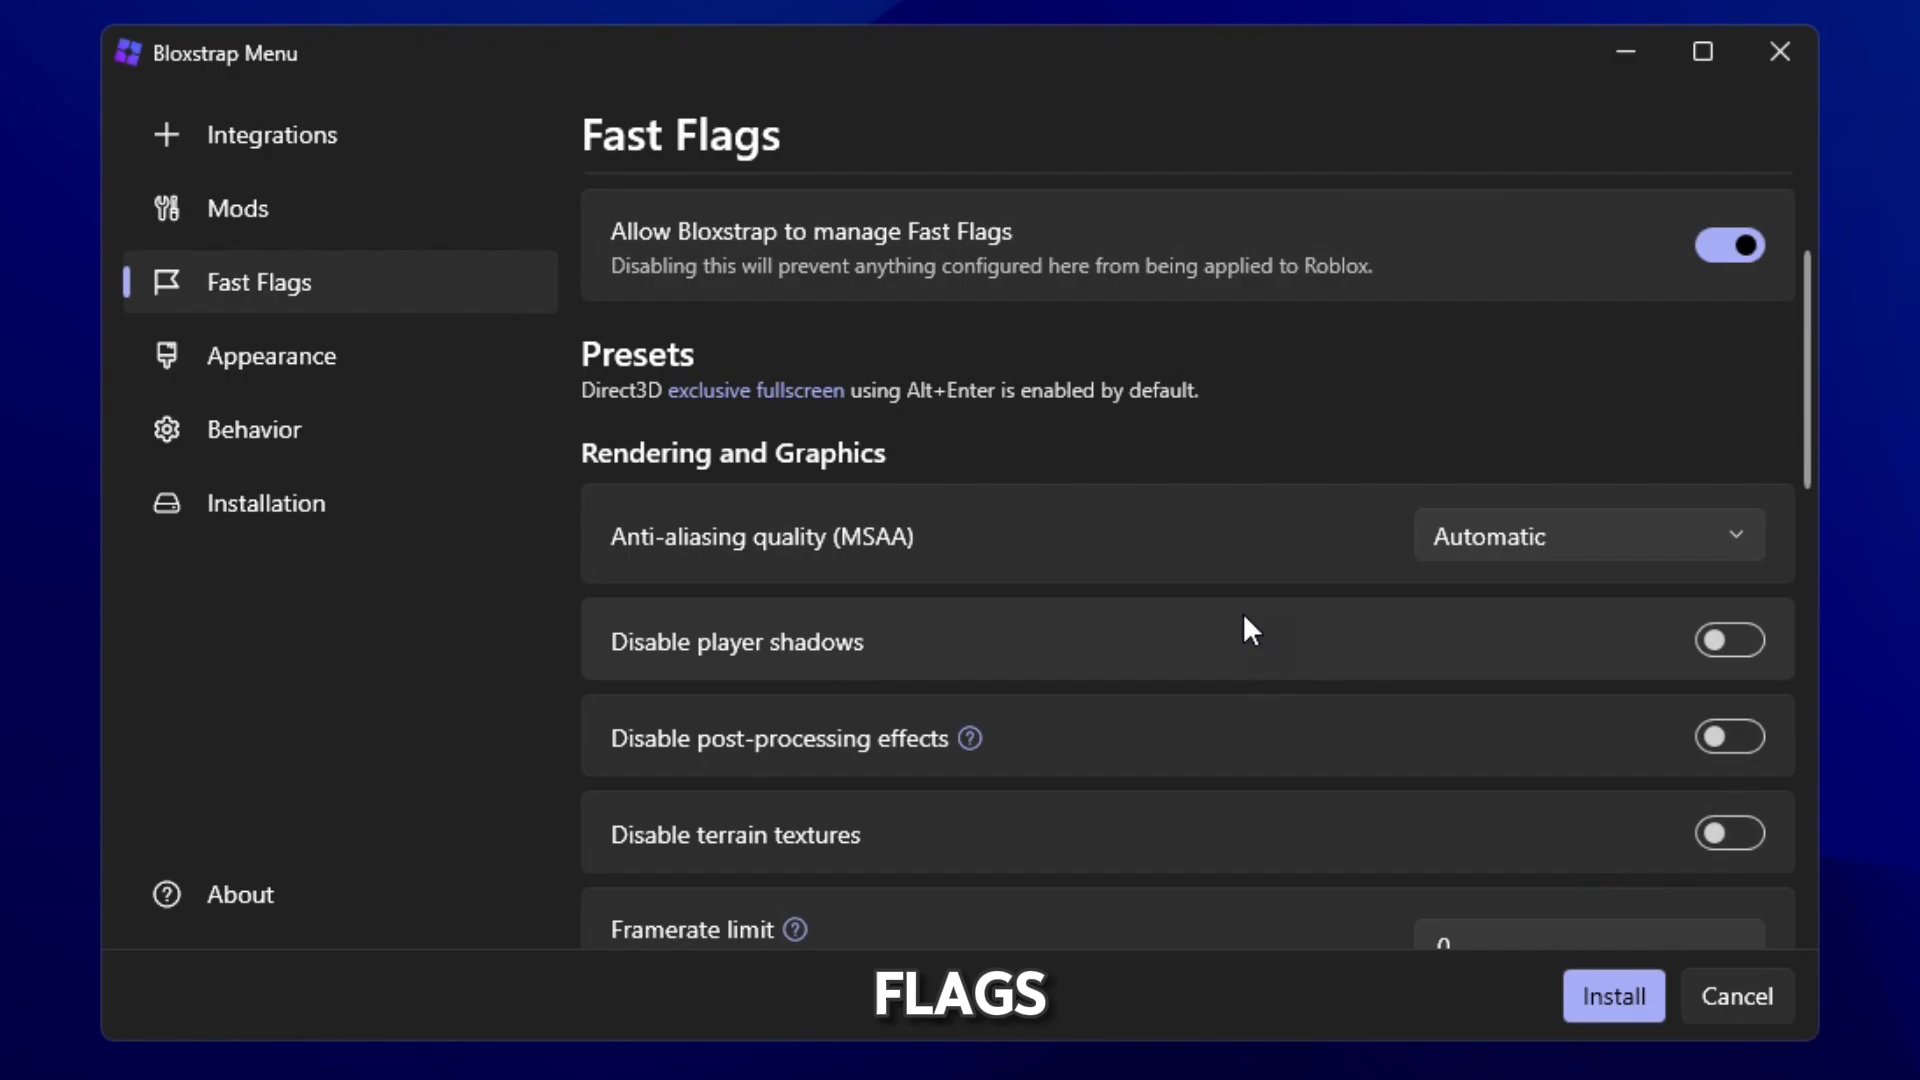 Bloxstrap Menu
Integrations
Mods
Fast Flags
Appearance
Behavior
Installation
About
Fast Flags
Allow Bloxstrap to manage Fast Flags
Disabling this will prevent anything configured here from being applied to Roblox.
Presets
Direct3D exclusive fullscreen using Alt+Enter is enabled by default.
Rendering and Graphics
Anti-aliasing quality (MSAA)
Automatic
Disable player shadows
Disable post-processing effects
Disable terrain textures
Framerate limit
0
FLAGS
Install
Cancel